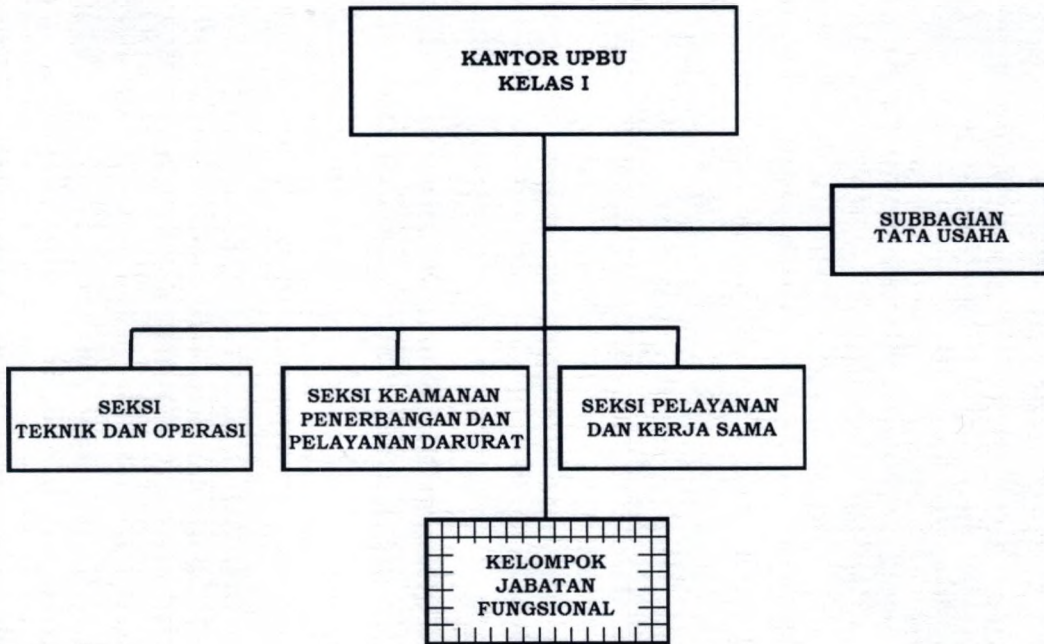 KANTOR UPBU
KELAS I
SUBBAGIAN
TATA USAHA
SEKSI
TEKNIK DAN OPERASI
SEKSI KEAMANAN
PENERBANGAN DAN
PELAYANAN DARURAT
SEKSI PELAYANAN
DAN KERJA SAMA
KELOMPOK
JABATAN
FUNGSIONAL